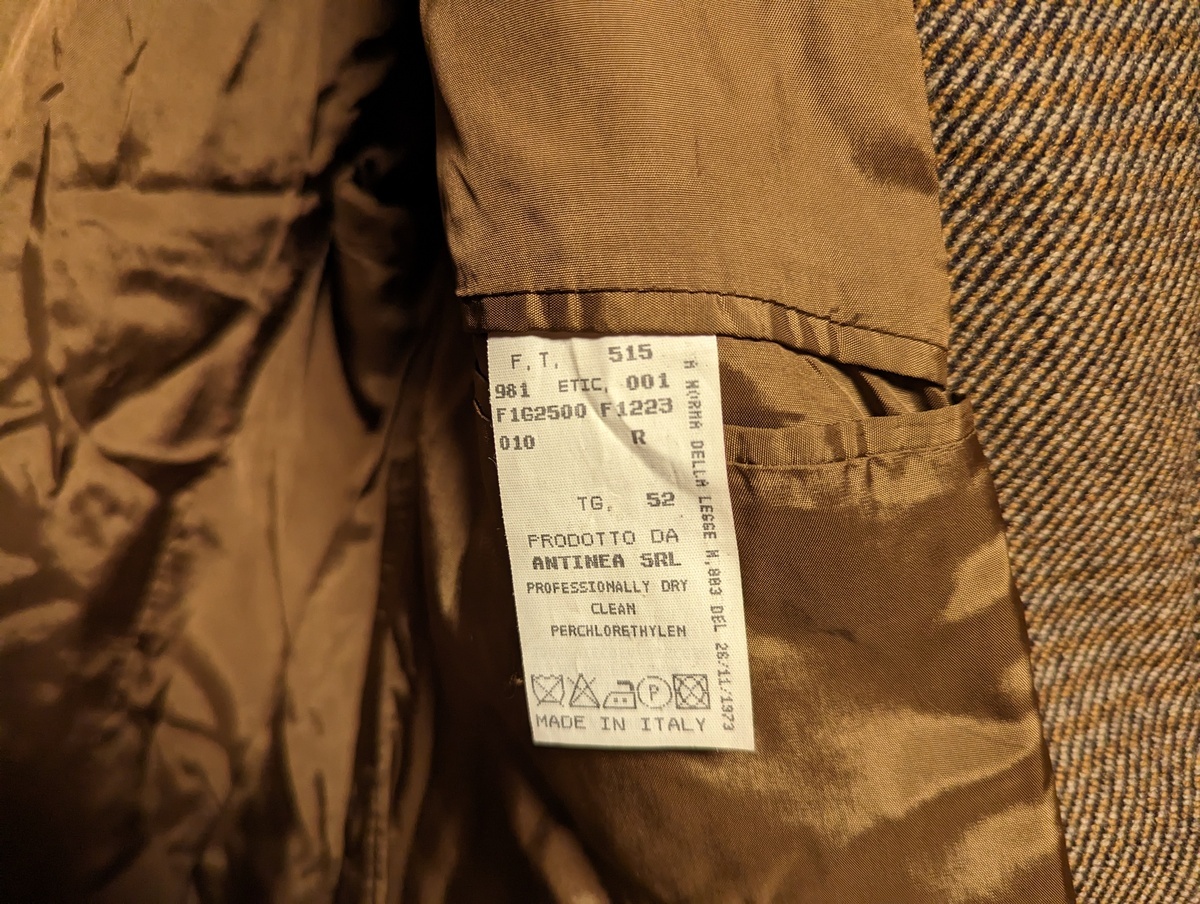 F.T. 515
981 ETIC. 001
F1G2500 F1223
010 R
TG. 52
PRODOTTO DA
ANTINEA SRL
PROFESSIONALLY DRY
CLEAN
PERCHLORETHYLEN
P
MADE IN ITALY
A NORMA DELLA LEGGE N.883 DEL 26/11/1973